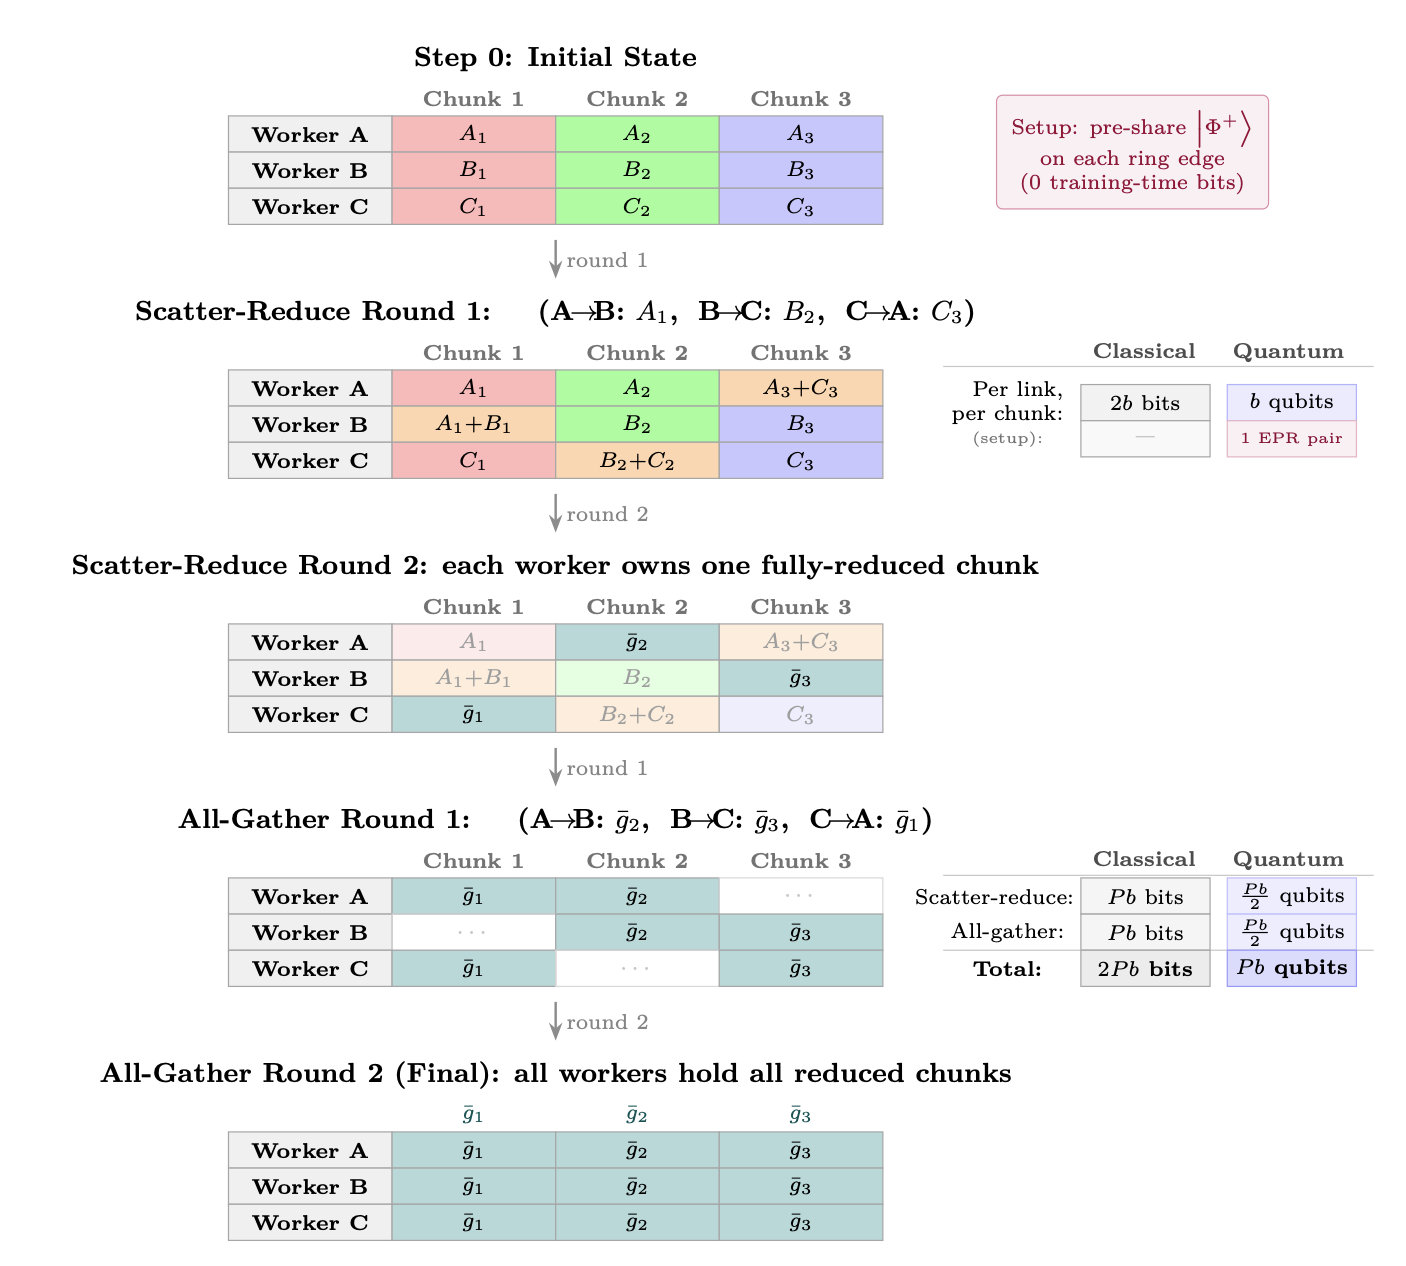 Step 0: Initial State
Chunk 1 Chunk 2 Chunk 3
Worker A A₁ A₂ A₃
Worker B B₁ B₂ B₃
Worker C C₁ C₂ C₃
Setup: pre-share |Φ⁺⟩
on each ring edge
(0 training-time bits)
round 1
Scatter-Reduce Round 1: (A→B: A₁, B→C: B₂, C→A: C₃)
Chunk 1 Chunk 2 Chunk 3
Worker A A₁ A₂ A₃+C₃
Worker B A₁+B₁ B₂ B₃
Worker C C₁ B₂+C₂ C₃
Classical Quantum
Per link,
per chunk: 2b bits b qubits
(setup): — 1 EPR pair
round 2
Scatter-Reduce Round 2: each worker owns one fully-reduced chunk
Chunk 1 Chunk 2 Chunk 3
Worker A A₁ ḡ₂ A₃+C₃
Worker B A₁+B₁ B₂ ḡ₃
Worker C ḡ₁ B₂+C₂ C₃
round 1
All-Gather Round 1: (A→B: ḡ₂, B→C: ḡ₃, C→A: ḡ₁)
Chunk 1 Chunk 2 Chunk 3
Worker A ḡ₁ ḡ₂ ···
Worker B ··· ḡ₂ ḡ₃
Worker C ḡ₁ ··· ḡ₃
Classical Quantum
Scatter-reduce: Pb bits Pb/2 qubits
All-gather: Pb bits Pb/2 qubits
Total: 2Pb bits Pb qubits
round 2
All-Gather Round 2 (Final): all workers hold all reduced chunks
ḡ₁ ḡ₂ ḡ₃
Worker A ḡ₁ ḡ₂ ḡ₃
Worker B ḡ₁ ḡ₂ ḡ₃
Worker C ḡ₁ ḡ₂ ḡ₃